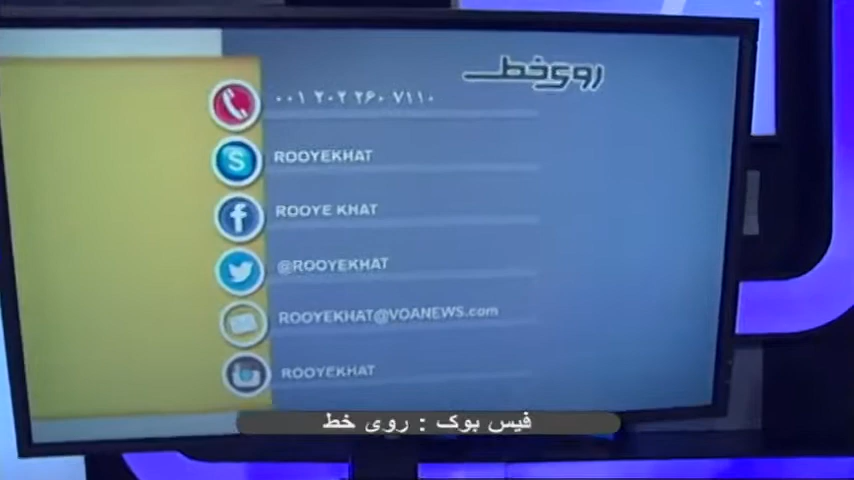 روی خط
۰۰۱ ۲۰۲ ۲۶۰ ۷۱۱۰
ROOYEKHAT
ROOYE KHAT
@ROOYEKHAT
ROOYEKHAT@VOANEWS.com
ROOYEKHAT
فیس بوک : روی خط